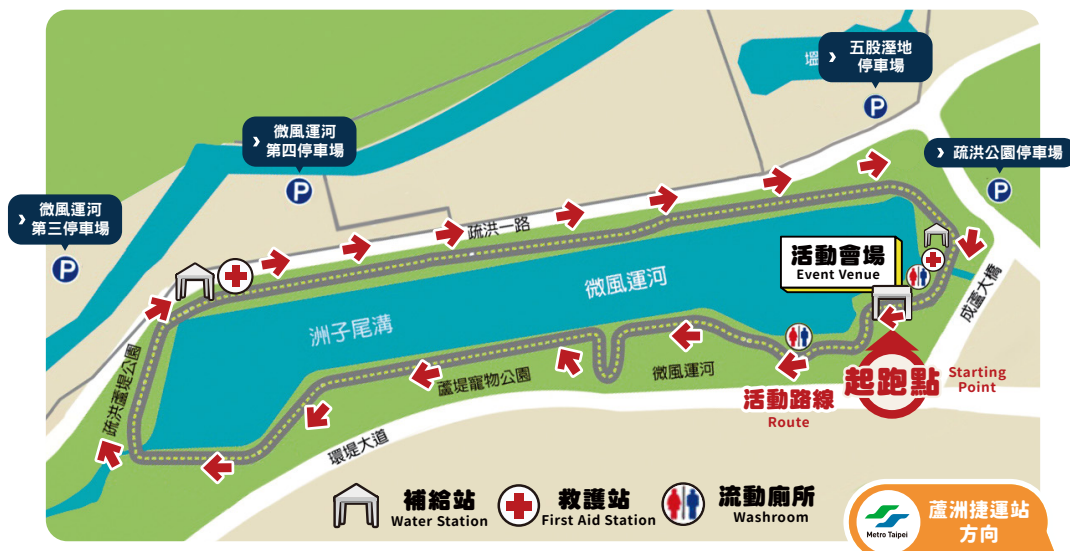 五股溼地
停車場
塭
微風運河
第四停車場
疏洪公園停車場
微風運河
第三停車場
P
P
P
P
疏洪一路
活動會場
Event Venue
微風運河
成蘆大橋
洲子尾溝
疏洪蘆堤公園
蘆堤寵物公園
微風運河
起跑點
Starting
Point
活動路線
Route
環堤大道
補給站
Water Station
救護站
First Aid Station
流動廁所
Washroom
Metro Taipei
蘆洲捷運站
方向